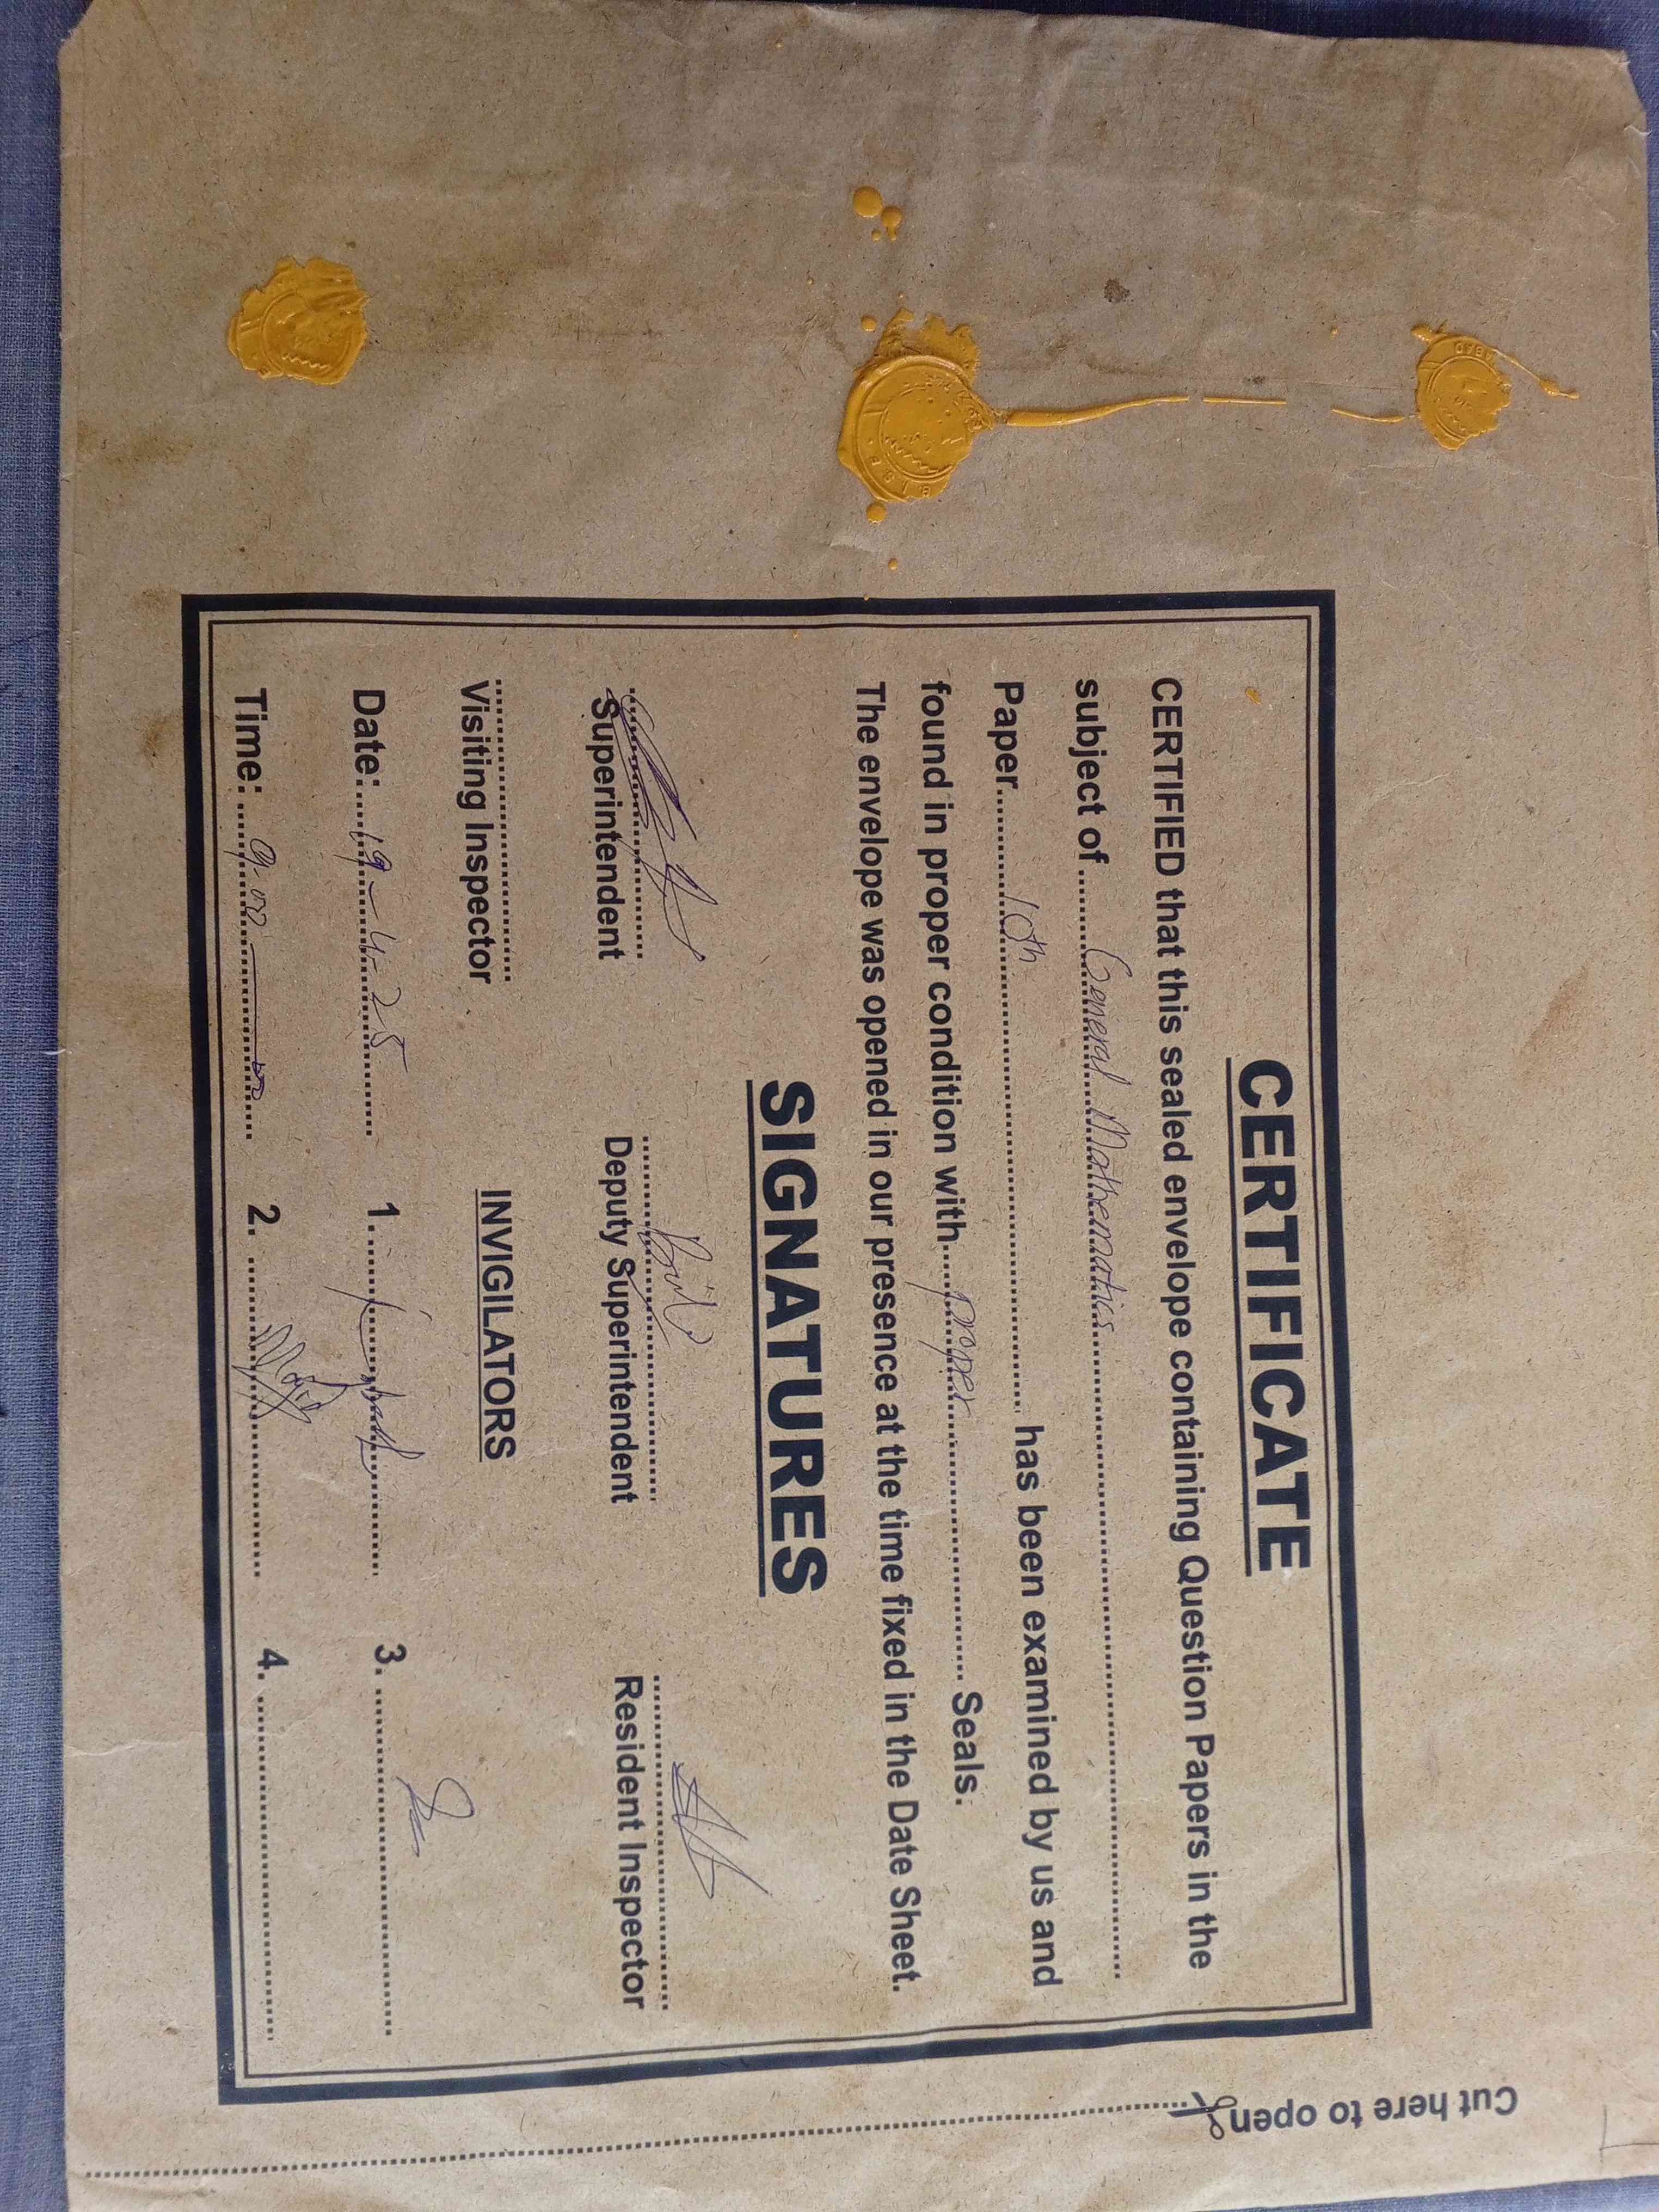 CERTIFICATE
CERTIFIED that this sealed envelope containing Question Papers in the
subject of ........ General Mathematics ........
Paper ........ 10th ........ has been examined by us and
found in proper condition with ........ proper ........ Seals.
The envelope was opened in our presence at the time fixed in the Date Sheet.
SIGNATURES
Superintendent Deputy Superintendent Resident Inspector
Visiting Inspector INVIGILATORS
Date: ........ 19-4-25 ........ 1. ........ 3. ........
Time: ........ 9:00 ........ 2. ........ 4. ........
Cut here to open
BISE